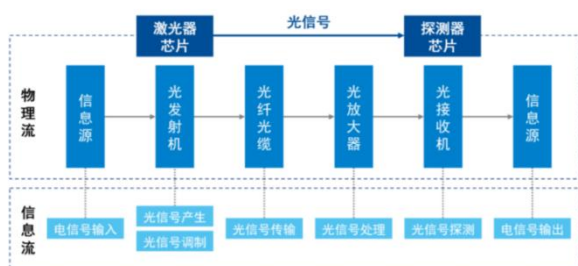 激光器
芯片
光信号
探测器
芯片
物理流
信息源
光发射机
光纤光缆
光放大器
光接收机
信息源
信息流
电信号输入
光信号产生
光信号调制
光信号传输
光信号处理
光信号探测
电信号输出